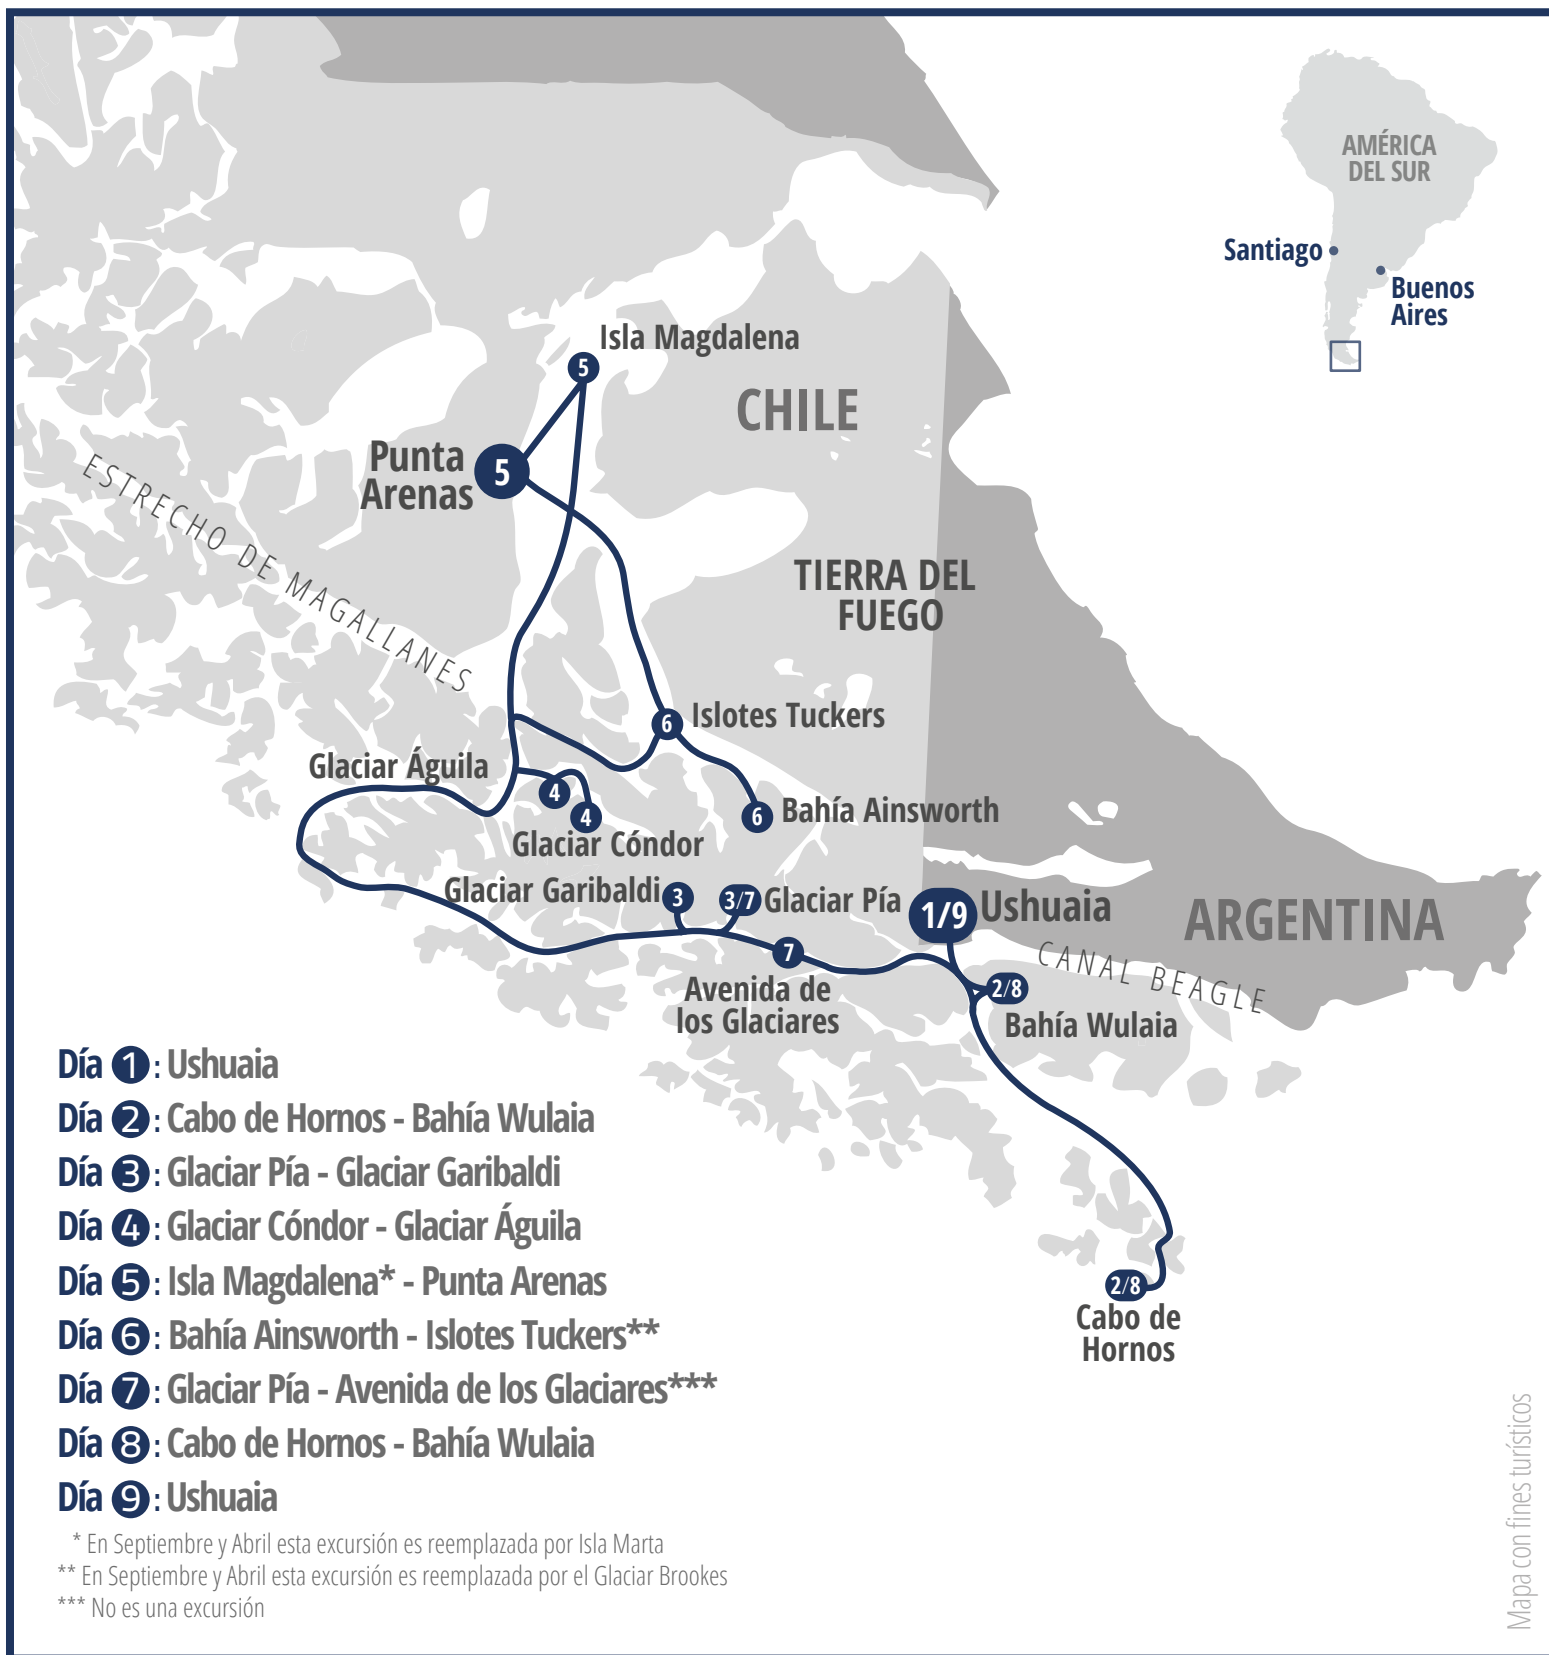 AMÉRICA
DEL SUR
Santiago
Buenos
Aires
Isla Magdalena
5
CHILE
Punta
Arenas
5
ESTRECHO DE MAGALLANES
TIERRA DEL
FUEGO
6
Islotes Tuckers
Glaciar Águila
4
4
Glaciar Cóndor
6
Bahía Ainsworth
Glaciar Garibaldi
3
3/7
Glaciar Pía
1/9
Ushuaia
ARGENTINA
CANAL BEAGLE
7
Avenida de
los Glaciares
2/8
Bahía Wulaia
2/8
Cabo de
Hornos
Día 1: Ushuaia
Día 2: Cabo de Hornos - Bahía Wulaia
Día 3: Glaciar Pía - Glaciar Garibaldi
Día 4: Glaciar Cóndor - Glaciar Águila
Día 5: Isla Magdalena* - Punta Arenas
Día 6: Bahía Ainsworth - Islotes Tuckers**
Día 7: Glaciar Pía - Avenida de los Glaciares***
Día 8: Cabo de Hornos - Bahía Wulaia
Día 9: Ushuaia
* En Septiembre y Abril esta excursión es reemplazada por Isla Marta
** En Septiembre y Abril esta excursión es reemplazada por el Glaciar Brookes
*** No es una excursión
Mapa con fines turísticos